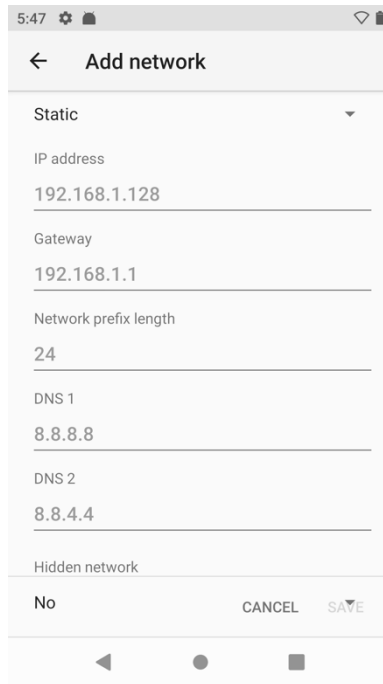 5:47
Add network
Static
IP address
192.168.1.128
Gateway
192.168.1.1
Network prefix length
24
DNS 1
8.8.8.8
DNS 2
8.8.4.4
Hidden network
No
CANCEL
SAVE